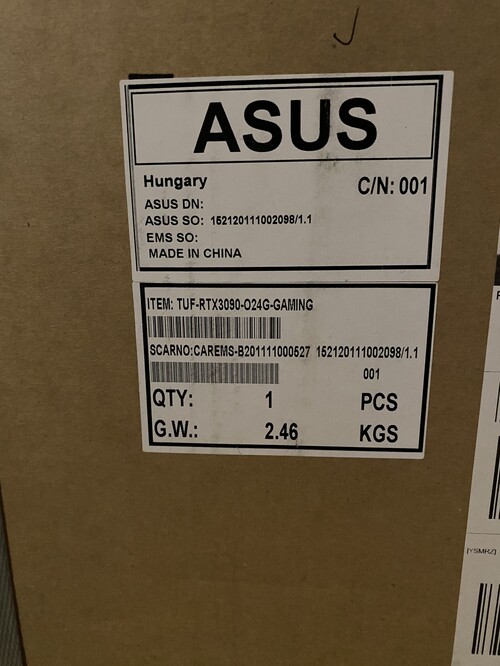 ASUS
Hungary
C/N: 001
ASUS DN:
ASUS SO: 152120111002098/1.1
EMS SO:
MADE IN CHINA
ITEM: TUF-RTX3090-O24G-GAMING
SCARNO:CAREMS-B201111000527 152120111002098/1.1
001
QTY: 1 PCS
G.W.: 2.46 KGS
[YSMRZ]